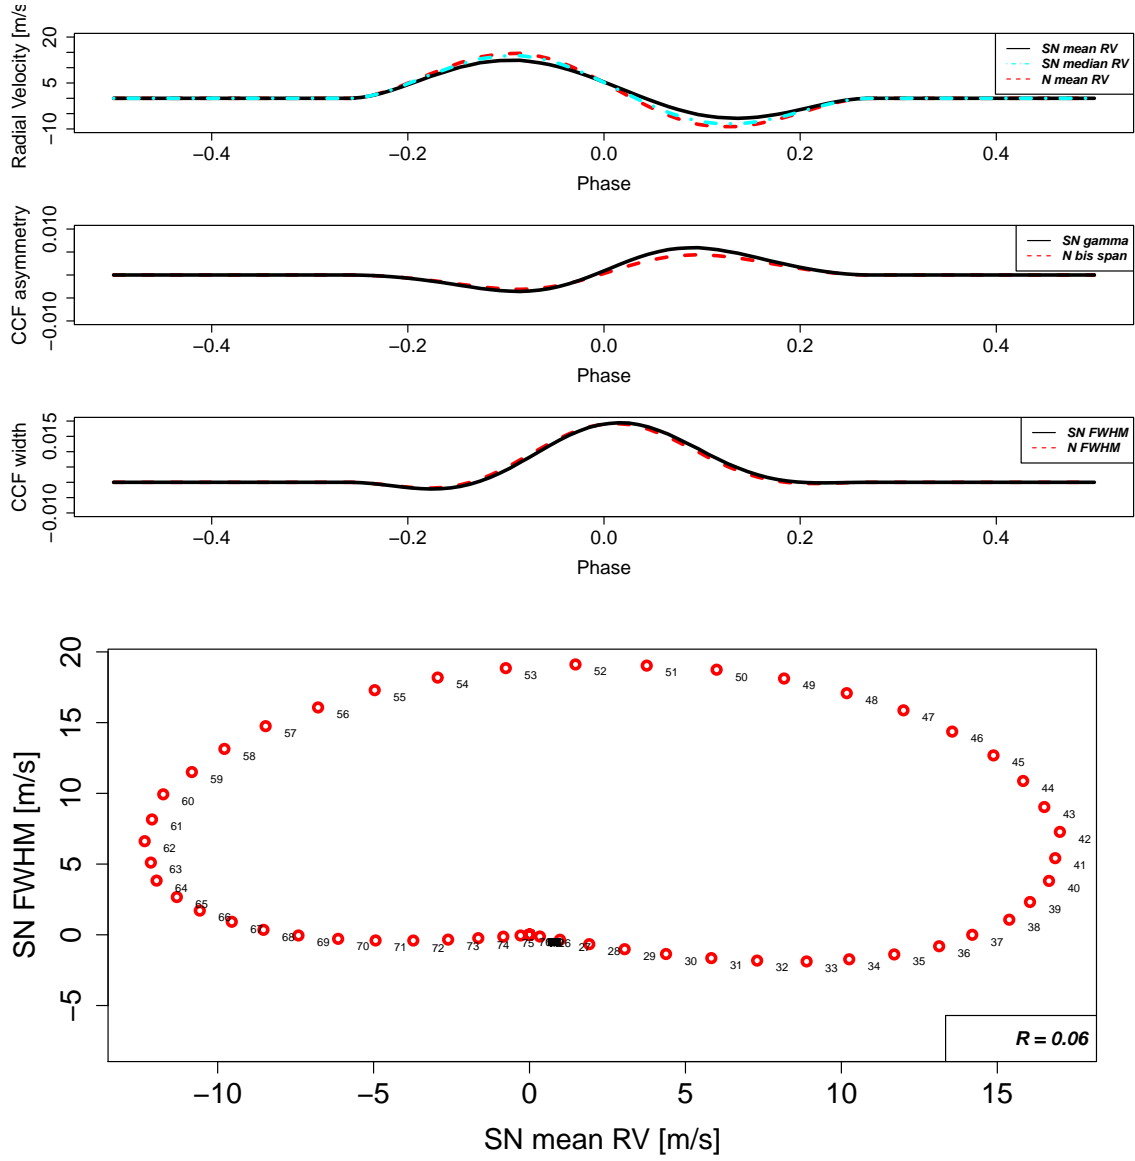 Radial Velocity [m/s
20
5
−10
SN mean RV
SN median RV
N mean RV
−0.4 −0.2 0.0 0.2 0.4
Phase
CCF asymmetry
0.010
−0.010
SN gamma
N bis span
−0.4 −0.2 0.0 0.2 0.4
Phase
CCF width
0.015
−0.010
SN FWHM
N FWHM
−0.4 −0.2 0.0 0.2 0.4
Phase
SN FWHM [m/s]
20
15
10
5
0
−5
54 53 52 51 50 49
55 48
56 47
57 46
58 45
59 44
60 43
61 42
62 41
63 40
64 39
65 38
66 37
67 36
68 35
69 34
70 71 72 73 74 75 26 27 28 29 30 31 32 33
R = 0.06
−10 −5 0 5 10 15
SN mean RV [m/s]